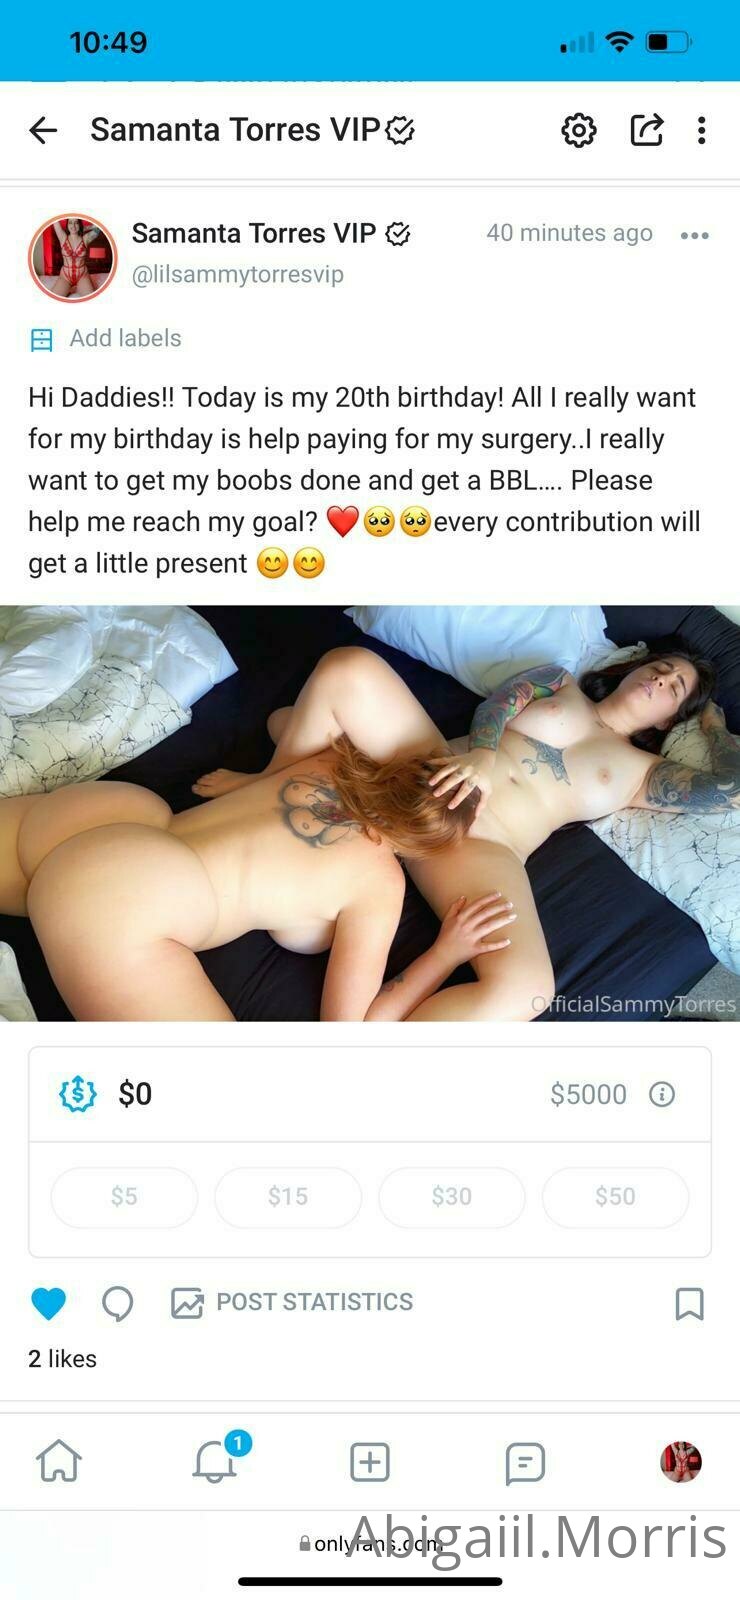 10:49
Samanta Torres VIP
Samanta Torres VIP
40 minutes ago
@lilsammytorresvip
Add labels
Hi Daddies!! Today is my 20th birthday! All I really want
for my birthday is help paying for my surgery..I really
want to get my boobs done and get a BBL.... Please
help me reach my goal? ❤️🥺🥺every contribution will
get a little present 😊😊
OfficialSammyTorres
$0
$5000
$5
$15
$30
$50
POST STATISTICS
2 likes
1
onlyfans.com
Abigaiil.Morris